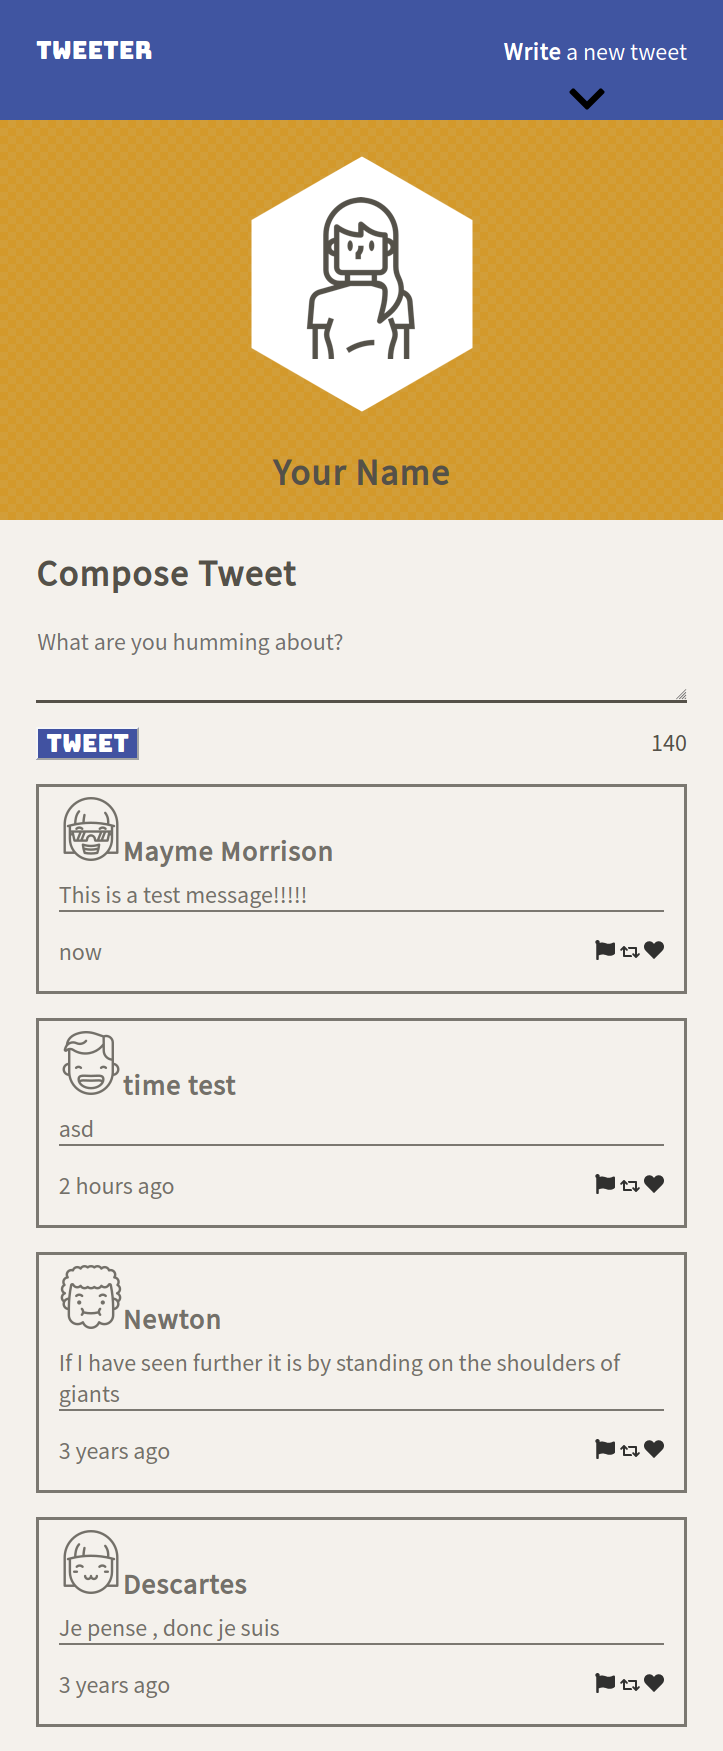 TWEETER
Write a new tweet
Your Name
Compose Tweet
What are you humming about?
TWEET
140
Mayme Morrison
This is a test message!!!!!
now
time test
asd
2 hours ago
Newton
If I have seen further it is by standing on the shoulders of
giants
3 years ago
Descartes
Je pense , donc je suis
3 years ago